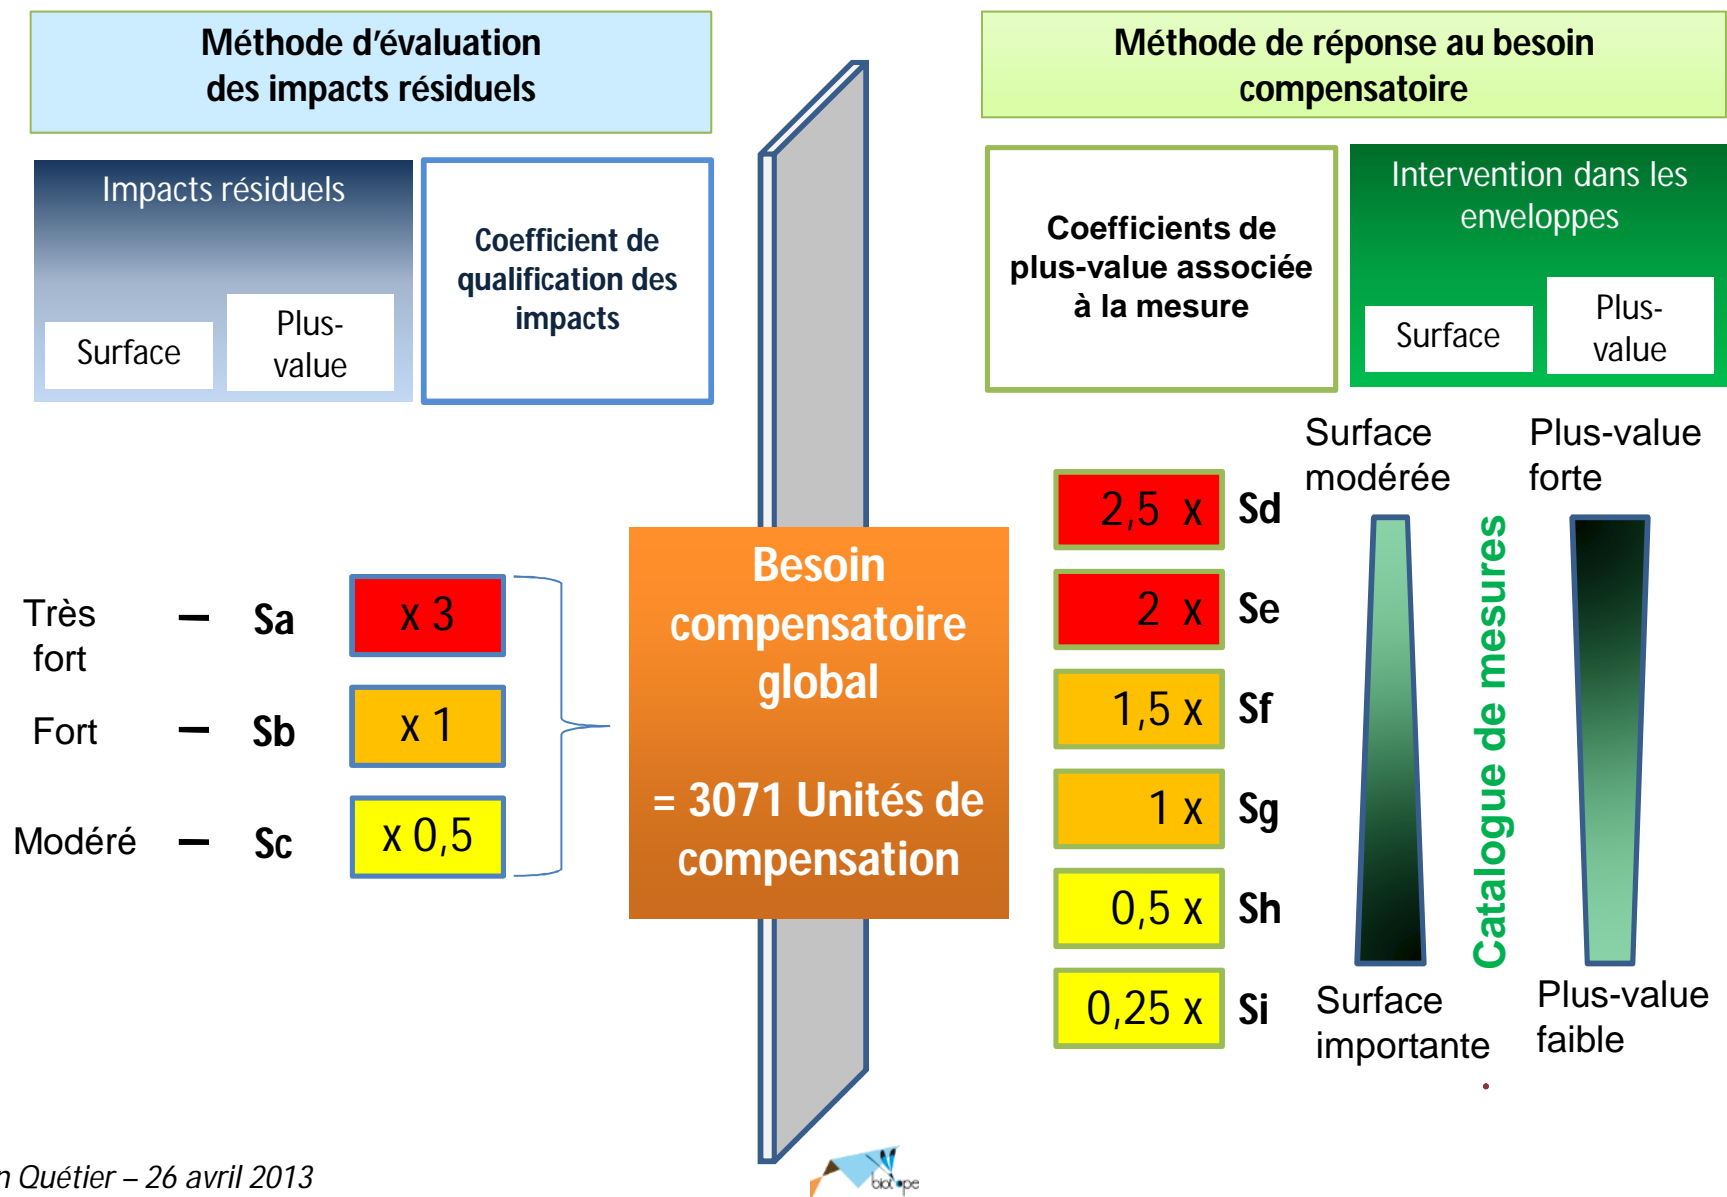 Méthode d'évaluation
des impacts résiduels
Méthode de réponse au besoin
compensatoire
Impacts résiduels
Surface
Plus-
value
Coefficient de
qualification des
impacts
Coefficients de
plus-value associée
à la mesure
Intervention dans les
enveloppes
Surface
Plus-
value
Très
fort
– Sa x 3
Fort – Sb x 1
Modéré – Sc x 0,5
Besoin
compensatoire
global
= 3071 Unités de
compensation
2,5 x Sd
2 x Se
1,5 x Sf
1 x Sg
0,5 x Sh
0,25 x Si
Surface
modérée
Plus-value
forte
Catalogue de mesures
Surface
importante
Plus-value
faible
n Quétier – 26 avril 2013
biotope